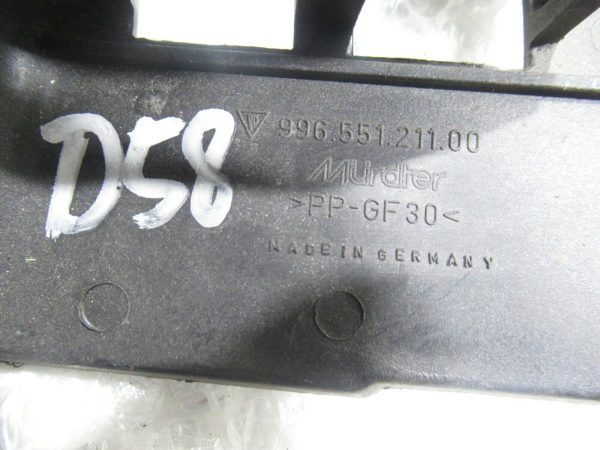 D58
996.551.211.00
Mürdter
>PP-GF30<
MADE IN GERMANY